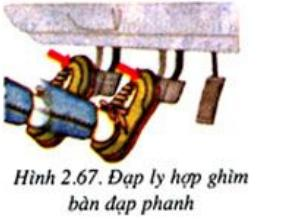 Hình 2.67. Đạp ly hợp ghìm
bàn đạp phanh